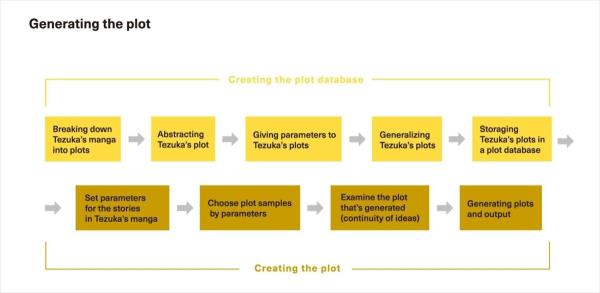 Generating the plot
Creating the plot database
Breaking down
Tezuka's manga
into plots
Abstracting
Tezuka's plot
Giving parameters to
Tezuka's plots
Generalizing
Tezuka's plots
Storaging
Tezuka's plots in
a plot database
Set parameters
for the stories
in Tezuka's manga
Choose plot samples
by parameters
Examine the plot
that's generated
(continuity of ideas)
Generating plots
and output
Creating the plot